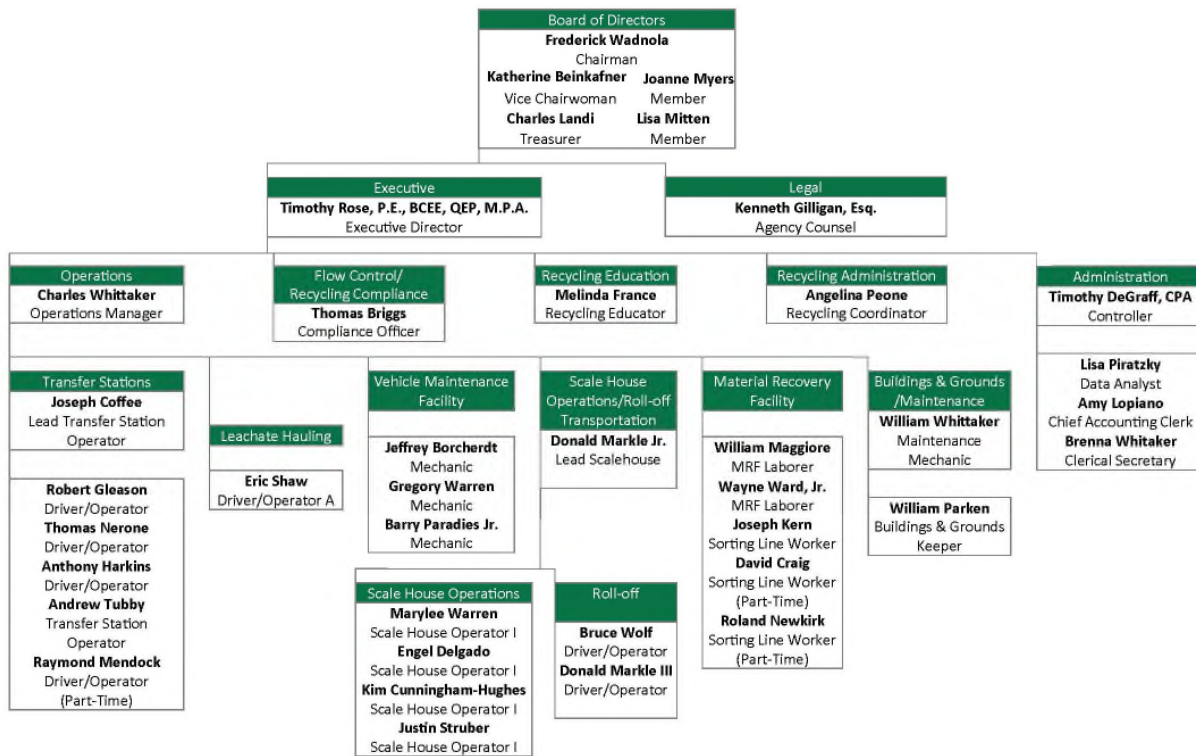 Board of Directors
Frederick Wadnola
Chairman
Katherine Beinkafner Joanne Myers
Vice Chairwoman Member
Charles Landi Lisa Mitten
Treasurer Member
Executive
Timothy Rose, P.E., BCEE, QEP, M.P.A.
Executive Director
Legal
Kenneth Gilligan, Esq.
Agency Counsel
Operations
Charles Whittaker
Operations Manager
Flow Control/
Recycling Compliance
Thomas Briggs
Compliance Officer
Recycling Education
Melinda France
Recycling Educator
Recycling Administration
Angelina Peone
Recycling Coordinator
Administration
Timothy DeGraff, CPA
Controller
Lisa Piratzky
Data Analyst
Amy Lopiano
Chief Accounting Clerk
Brenna Whitaker
Clerical Secretary
Transfer Stations
Joseph Coffee
Lead Transfer Station
Operator
Robert Gleason
Driver/Operator
Thomas Nerone
Driver/Operator
Anthony Harkins
Driver/Operator
Andrew Tubby
Transfer Station
Operator
Raymond Mendock
Driver/Operator
(Part-Time)
Leachate Hauling
Eric Shaw
Driver/Operator A
Vehicle Maintenance
Facility
Jeffrey Borcherdt
Mechanic
Gregory Warren
Mechanic
Barry Paradies Jr.
Mechanic
Scale House
Operations/Roll-off
Transportation
Donald Markle Jr.
Lead Scalehouse
Scale House Operations
Marylee Warren
Scale House Operator I
Engel Delgado
Scale House Operator I
Kim Cunningham-Hughes
Scale House Operator I
Justin Struber
Scale House Operator I
Roll-off
Bruce Wolf
Driver/Operator
Donald Markle III
Driver/Operator
Material Recovery
Facility
William Maggiore
MRF Laborer
Wayne Ward, Jr.
MRF Laborer
Joseph Kern
Sorting Line Worker
David Craig
Sorting Line Worker
(Part-Time)
Roland Newkirk
Sorting Line Worker
(Part-Time)
Buildings & Grounds
/Maintenance
William Whittaker
Maintenance
Mechanic
William Parken
Buildings & Grounds
Keeper